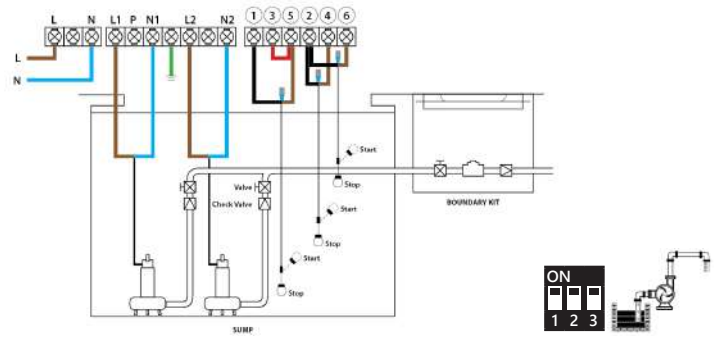 L N L1 P N1 L2 N2 1 3 5 2 4 6
L
N
Start
Stop
Valve
Start
BOUNDARY KIT
Check Valve
Stop
Start
Stop
SUMP
ON
1 2 3